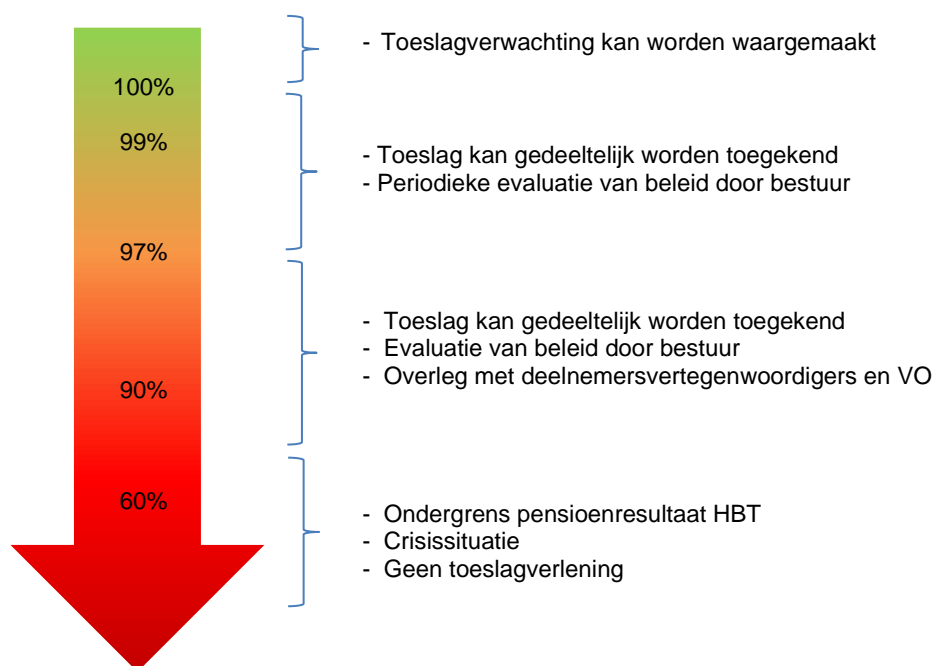 - Toeslagverwachting kan worden waargemaakt
100%
99%
- Toeslag kan gedeeltelijk worden toegekend
- Periodieke evaluatie van beleid door bestuur
97%
- Toeslag kan gedeeltelijk worden toegekend
- Evaluatie van beleid door bestuur
- Overleg met deelnemersvertegenwoordigers en VO
90%
60%
- Ondergrens pensioenresultaat HBT
- Crisissituatie
- Geen toeslagverlening